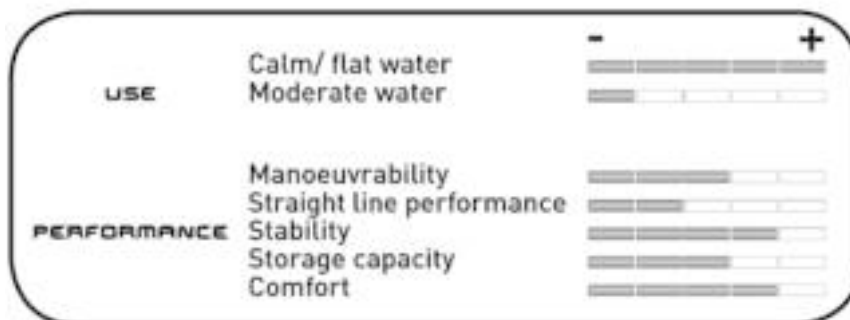 - +
Calm/ flat water
USE Moderate water
Manoeuvrability
Straight line performance
PERFORMANCE Stability
Storage capacity
Comfort